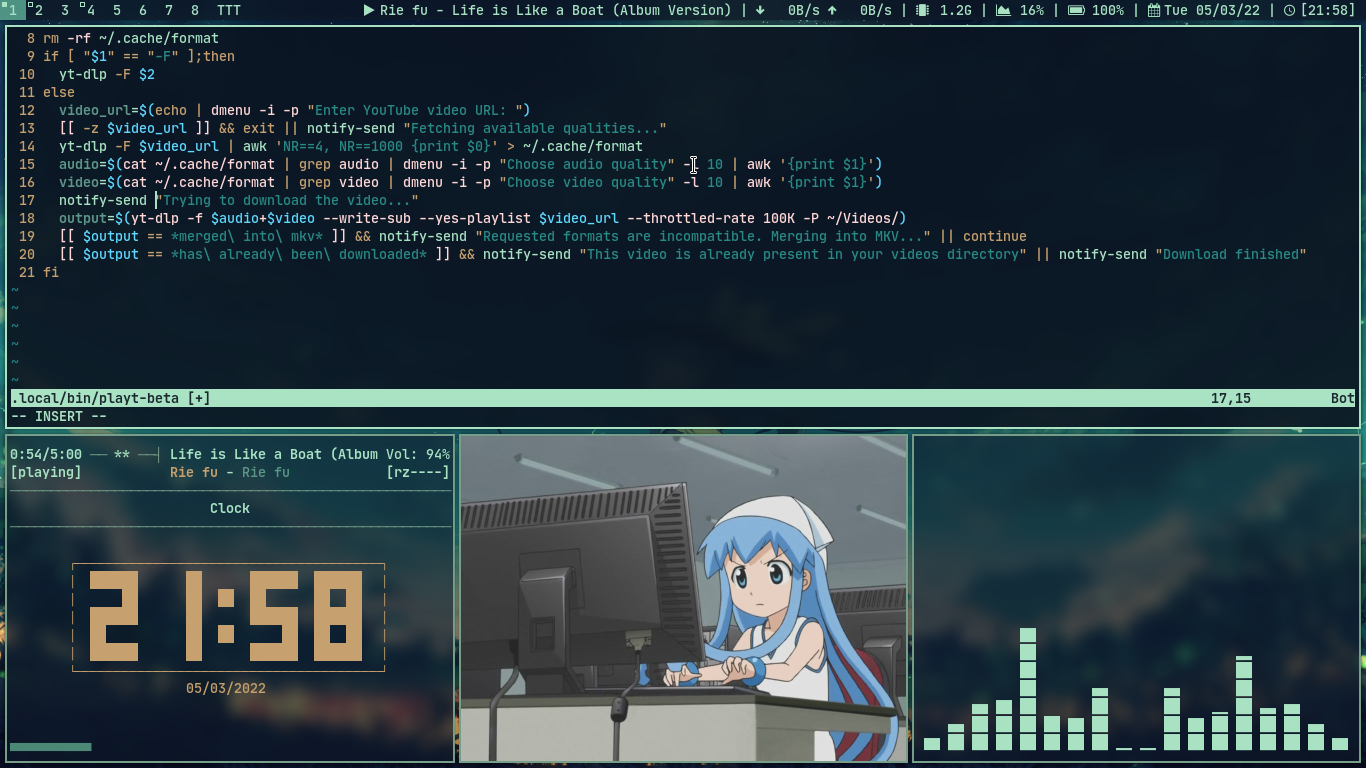 1 2 3 4 5 6 7 8 TTT ▶ Rie fu - Life is Like a Boat (Album Version) | 0B/s 0B/s | 1.2G | 16% | 100% | Tue 05/03/22 | [21:58]
8 rm -rf ~/.cache/format
9 if [ "$1" == "-F" ];then
10 yt-dlp -F $2
11 else
12 video_url=$(echo | dmenu -i -p "Enter YouTube video URL: ")
13 [[ -z $video_url ]] && exit || notify-send "Fetching available qualities..."
14 yt-dlp -F $video_url | awk 'NR==4, NR==1000 {print $0}' > ~/.cache/format
15 audio=$(cat ~/.cache/format | grep audio | dmenu -i -p "Choose audio quality" -l 10 | awk '{print $1}')
16 video=$(cat ~/.cache/format | grep video | dmenu -i -p "Choose video quality" -l 10 | awk '{print $1}')
17 notify-send "Trying to download the video..."
18 output=$(yt-dlp -f $audio+$video --write-sub --yes-playlist $video_url --throttled-rate 100K -P ~/Videos/)
19 [[ $output == *merged\ into\ mkv* ]] && notify-send "Requested formats are incompatible. Merging into MKV..." || continue
20 [[ $output == *has\ already\ been\ downloaded* ]] && notify-send "This video is already present in your videos directory" || notify-send "Download finished"
21 fi
~
~
~
~
~
~
.local/bin/playt-beta [+] 17,15 Bot
-- INSERT --
0:54/5:00 ── ** ──┤ Life is Like a Boat (Album Vol: 94%
[playing] Rie fu - Rie fu [rz----]
Clock
21:58
05/03/2022